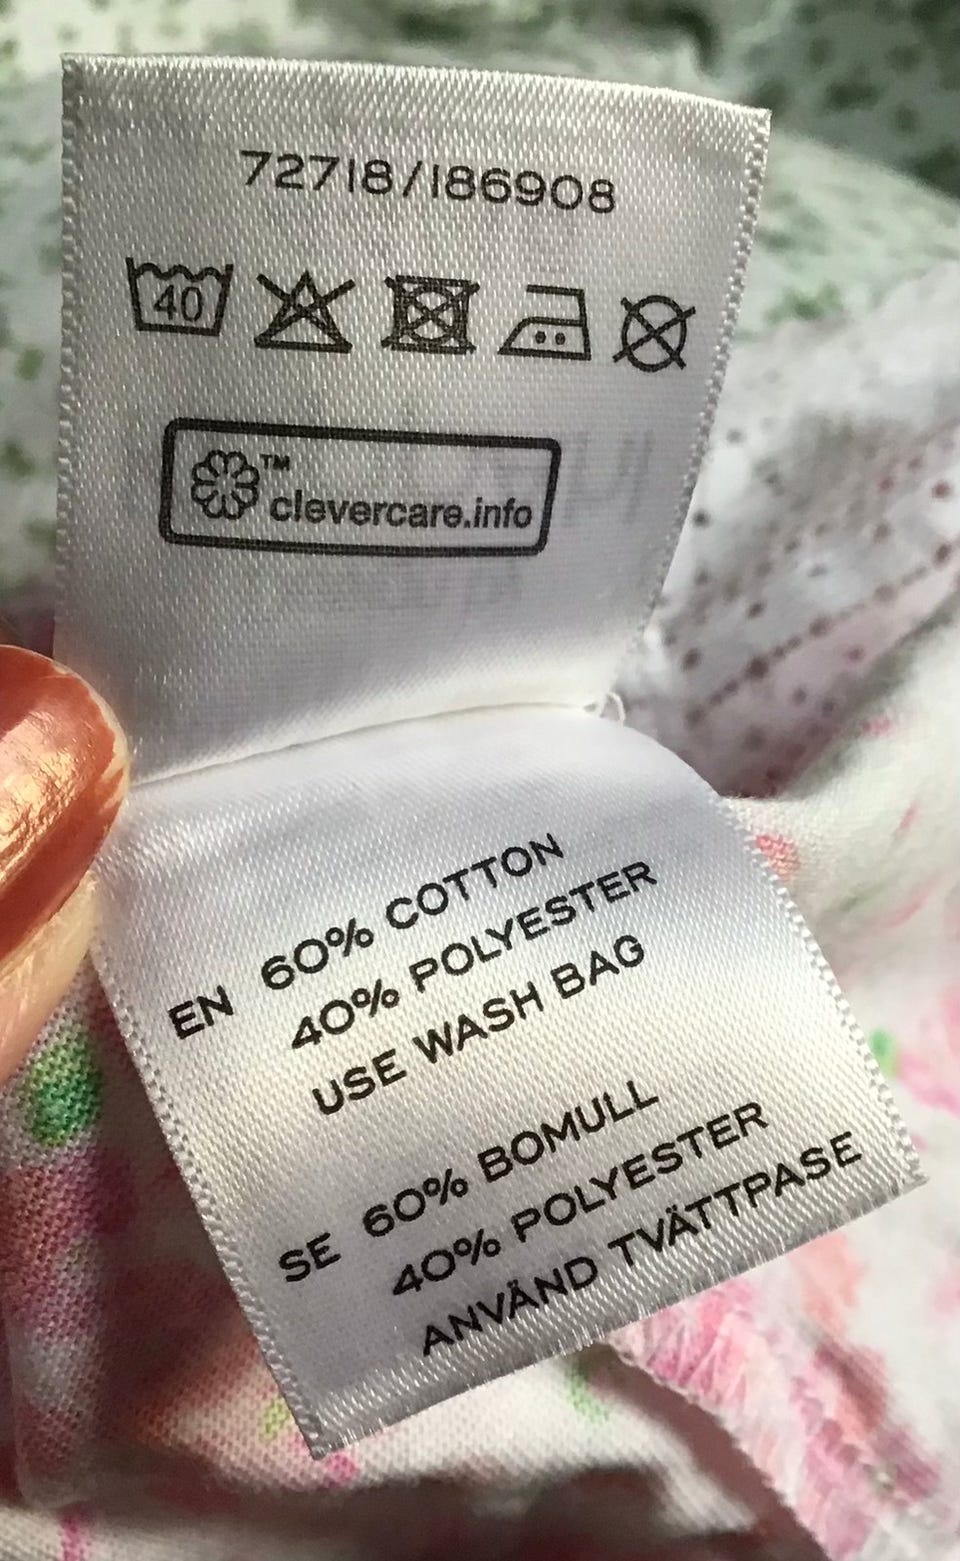 72718/186908
40
™
clevercare.info
EN 60% COTTON
40% POLYESTER
USE WASH BAG
SE 60% BOMULL
40% POLYESTER
ANVÄND TVÄTTPASE